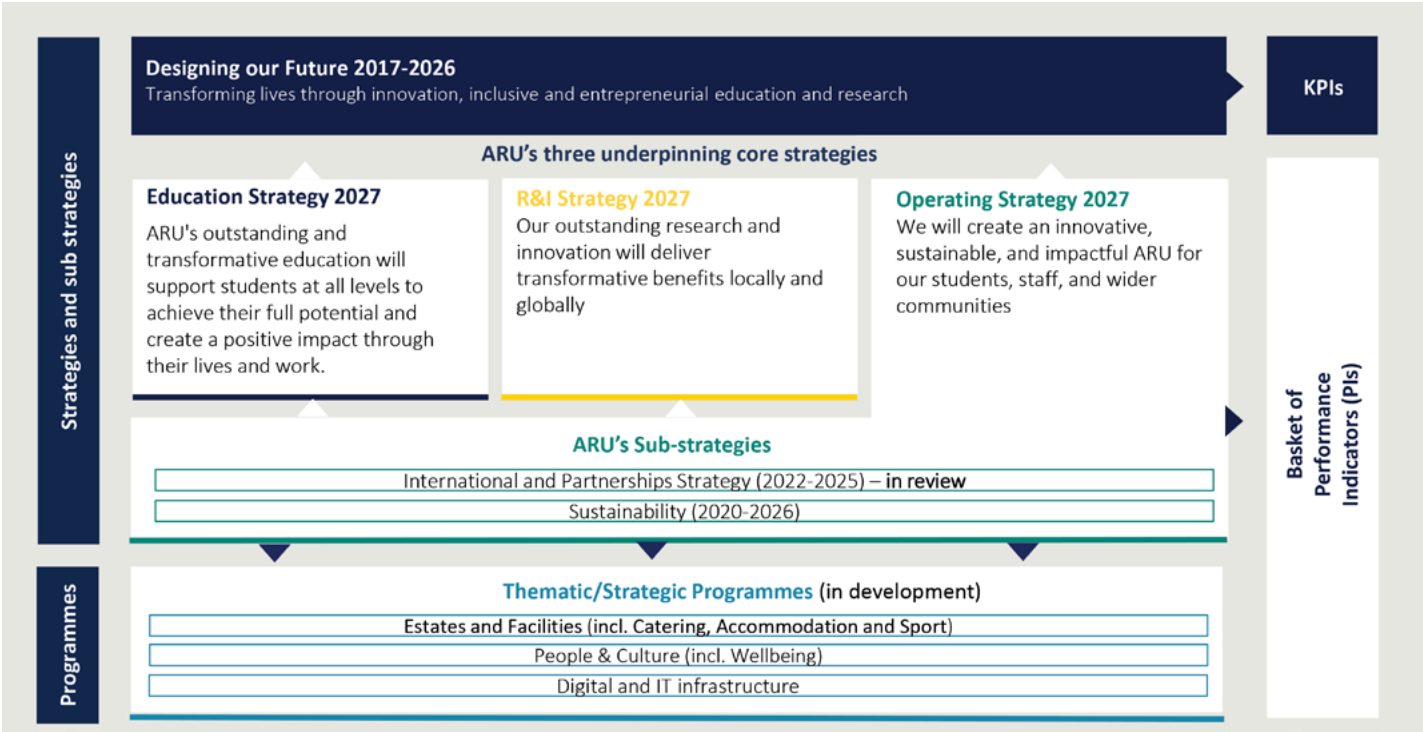 Strategies and sub strategies
Designing our Future 2017-2026
Transforming lives through innovation, inclusive and entrepreneurial education and research
KPIs
ARU's three underpinning core strategies
Education Strategy 2027
ARU's outstanding and
transformative education will
support students at all levels to
achieve their full potential and
create a positive impact through
their lives and work.
R&I Strategy 2027
Our outstanding research and
innovation will deliver
transformative benefits locally and
globally
Operating Strategy 2027
We will create an innovative,
sustainable, and impactful ARU for
our students, staff, and wider
communities
ARU's Sub-strategies
International and Partnerships Strategy (2022-2025) – in review
Sustainability (2020-2026)
Basket of
Performance
Indicators (PIs)
Programmes
Thematic/Strategic Programmes (in development)
Estates and Facilities (incl. Catering, Accommodation and Sport)
People & Culture (incl. Wellbeing)
Digital and IT infrastructure